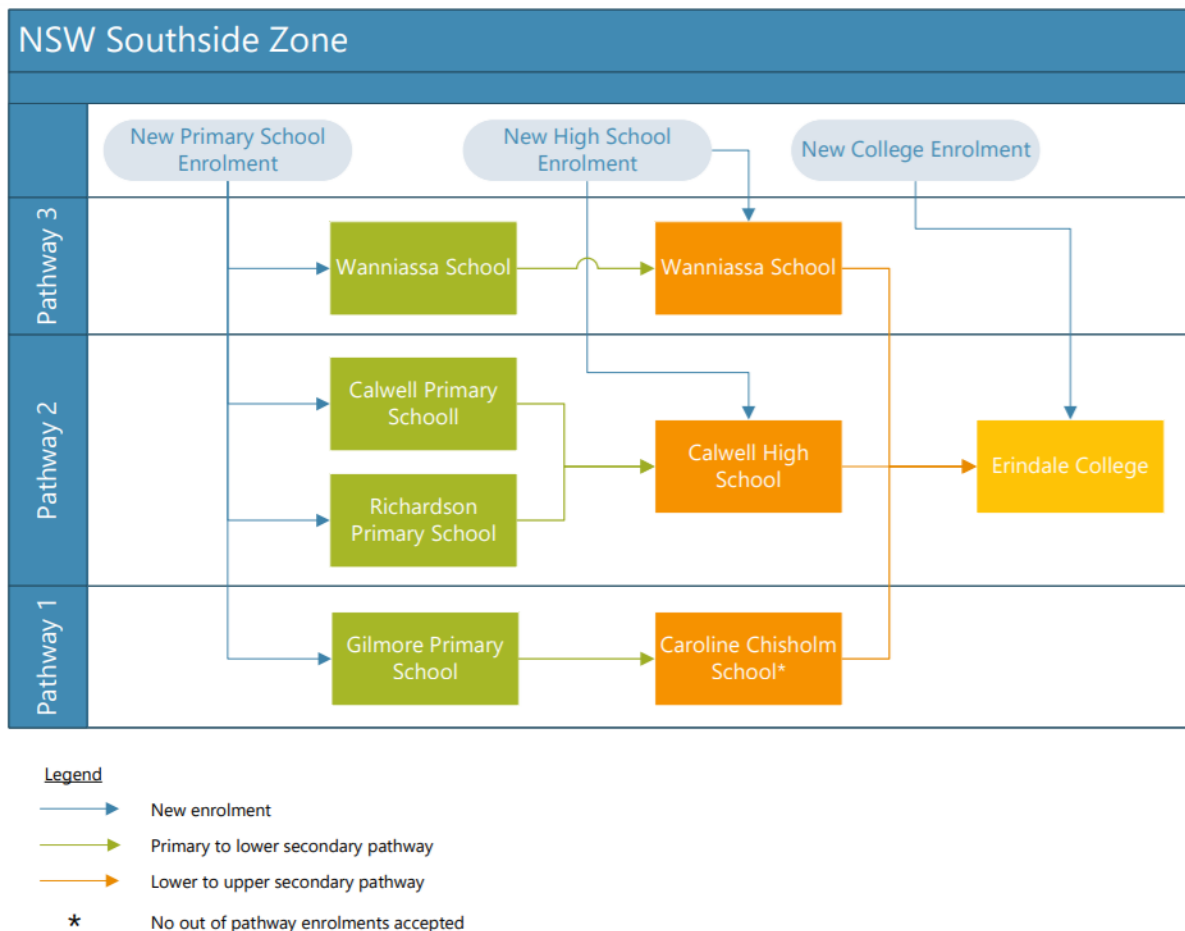 NSW Southside Zone
New Primary School
Enrolment
New High School
Enrolment
New College Enrolment
Pathway 3
Wanniassa School
Wanniassa School
Pathway 2
Calwell Primary
Schooll
Richardson
Primary School
Calwell High
School
Erindale College
Pathway 1
Gilmore Primary
School
Caroline Chisholm
School*
Legend
New enrolment
Primary to lower secondary pathway
Lower to upper secondary pathway
* No out of pathway enrolments accepted